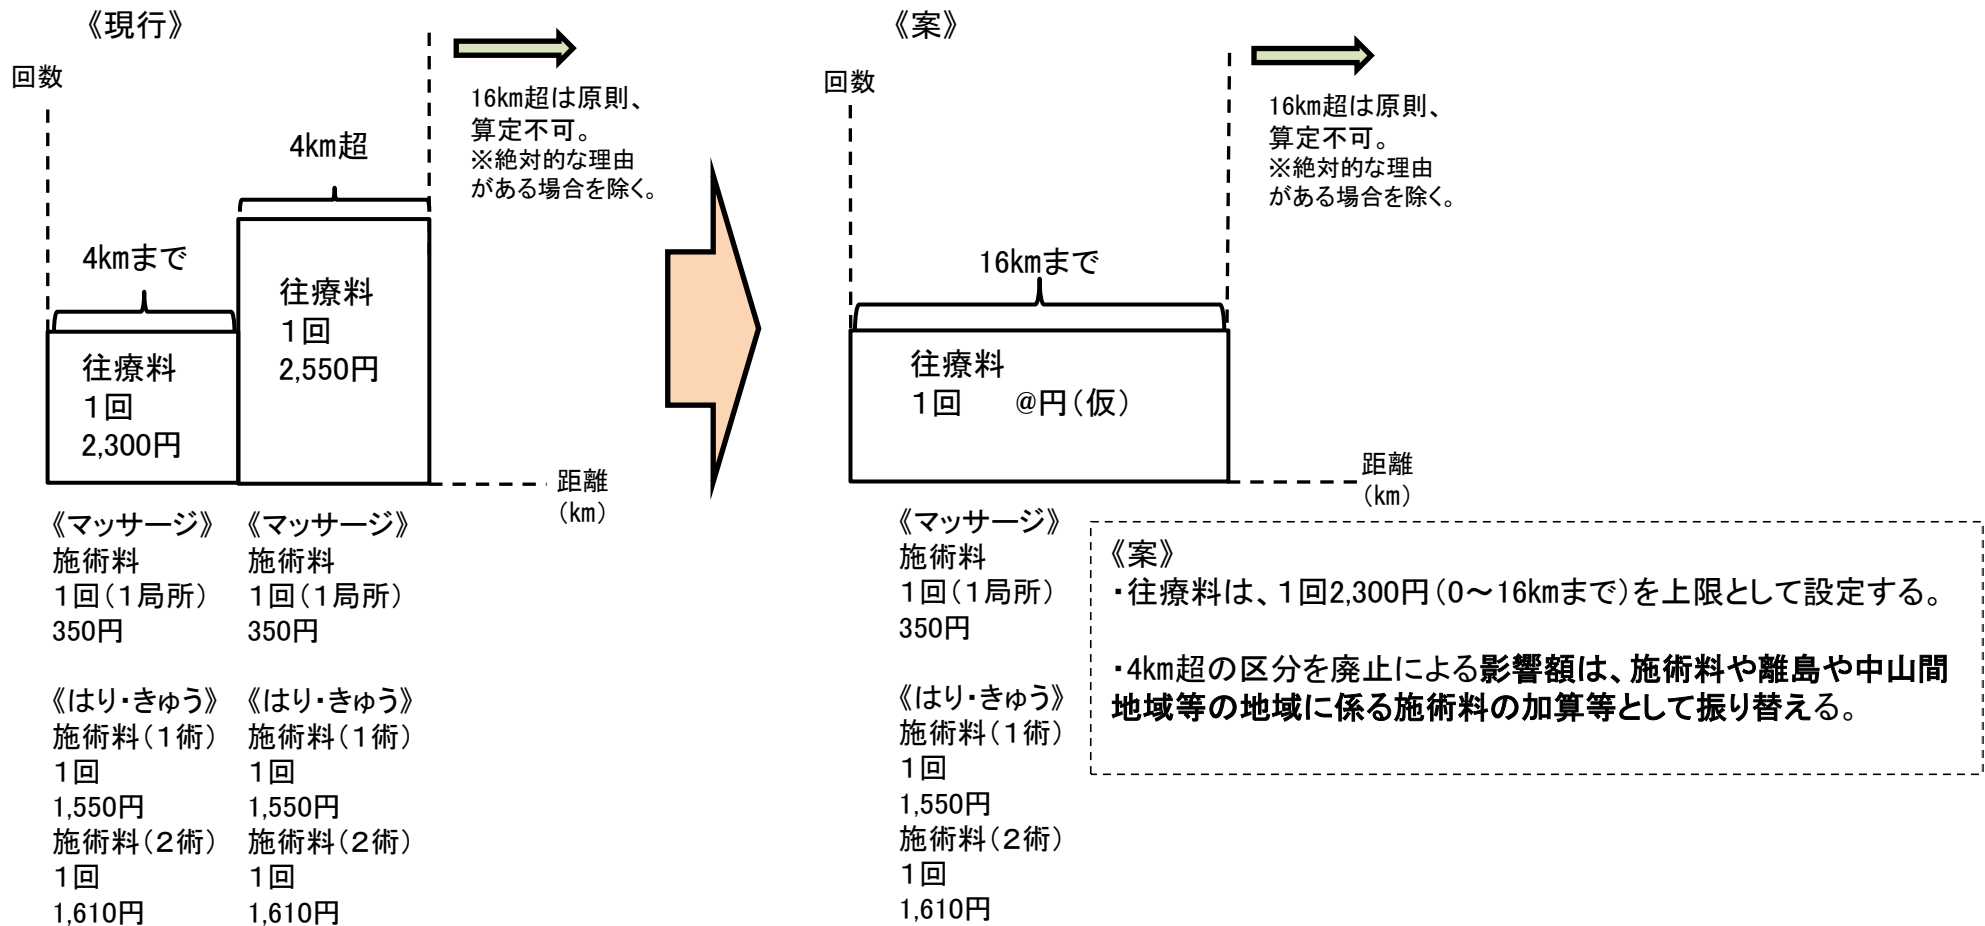 《現行》
回数
4km超
4kmまで
往療料
１回
2,300円
往療料
１回
2,550円
16km超は原則、
算定不可。
※絶対的な理由
がある場合を除く。
距離
(km)
《マッサージ》
施術料
１回（１局所）
350円
《はり・きゅう》
施術料（１術）
１回
1,550円
施術料（２術）
１回
1,610円
《マッサージ》
施術料
１回（１局所）
350円
《はり・きゅう》
施術料（１術）
１回
1,550円
施術料（２術）
１回
1,610円
《案》
回数
16kmまで
往療料
１回　　@円（仮）
16km超は原則、
算定不可。
※絶対的な理由
がある場合を除く。
距離
(km)
《マッサージ》
施術料
１回（１局所）
350円
《はり・きゅう》
施術料（１術）
１回
1,550円
施術料（２術）
１回
1,610円
《案》
・往療料は、１回2,300円（0～16kmまで）を上限として設定する。
・4km超の区分を廃止による影響額は、施術料や離島や中山間
地域等の地域に係る施術料の加算等として振り替える。